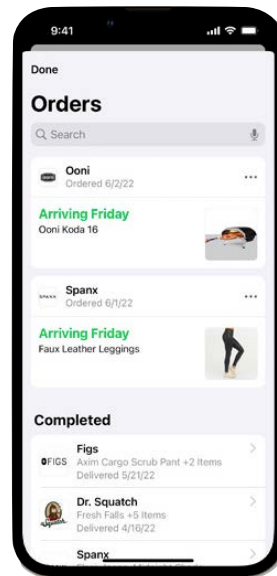 9:41
Done
Orders
Search
Ooni
Ordered 6/2/22
Arriving Friday
Ooni Koda 16
SPANX
Spanx
Ordered 6/1/22
Arriving Friday
Faux Leather Leggings
Completed
FIGS
Figs
Axim Cargo Scrub Pant +2 Items
Delivered 5/21/22
Dr. Squatch
Fresh Falls +5 Items
Delivered 4/16/22
Spanx